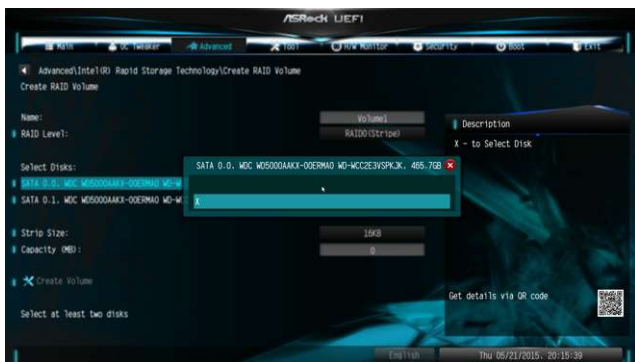 ASRock UEFI
Main
OC Tweaker
Advanced
Tool
H/W Monitor
Security
Boot
Exit
Advanced\Intel(R) Rapid Storage Technology\Create RAID Volume
Create RAID Volume
Name:
Volume1
RAID Level:
RAID0(Stripe)
Description
X - to Select Disk
Select Disks:
SATA 0.0, WDC WD5000AAKX-00ERMA0 WD-WCC2E3VSPKJK, 465.7GB
SATA 0.0, WDC WD5000AAKX-00ERMA0 WD-W
X
SATA 0.1, WDC WD5000AAKX-00ERMA0 WD-W
Strip Size:
16KB
Capacity (MB):
0
Create Volume
Get details via QR code
Select at least two disks
English
Thu 05/21/2015, 20:15:39